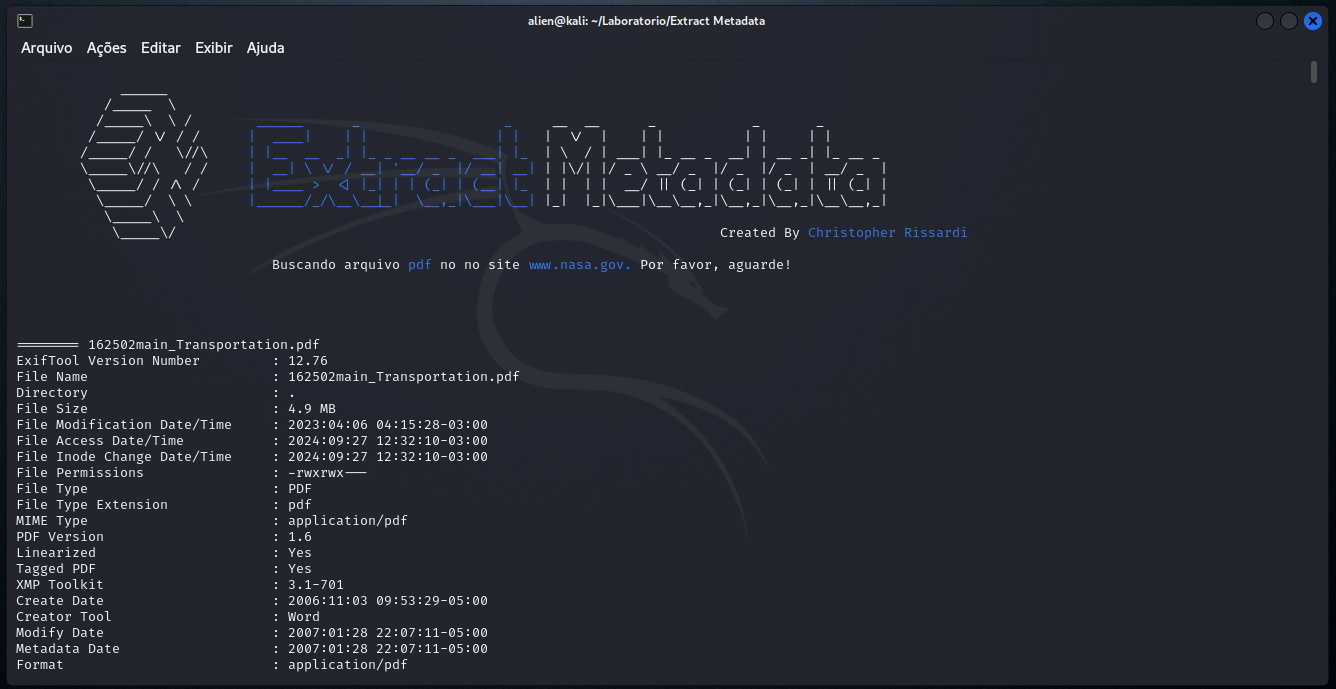 alien@kali: ~/Laboratorio/Extract Metadata
Arquivo Ações Editar Exibir Ajuda
Extract Metadata
Created By Christopher Rissardi
Buscando arquivo pdf no no site www.nasa.gov. Por favor, aguarde!
======== 162502main_Transportation.pdf
ExifTool Version Number : 12.76
File Name : 162502main_Transportation.pdf
Directory : .
File Size : 4.9 MB
File Modification Date/Time : 2023:04:06 04:15:28-03:00
File Access Date/Time : 2024:09:27 12:32:10-03:00
File Inode Change Date/Time : 2024:09:27 12:32:10-03:00
File Permissions : -rwxrwx---
File Type : PDF
File Type Extension : pdf
MIME Type : application/pdf
PDF Version : 1.6
Linearized : Yes
Tagged PDF : Yes
XMP Toolkit : 3.1-701
Create Date : 2006:11:03 09:53:29-05:00
Creator Tool : Word
Modify Date : 2007:01:28 22:07:11-05:00
Metadata Date : 2007:01:28 22:07:11-05:00
Format : application/pdf